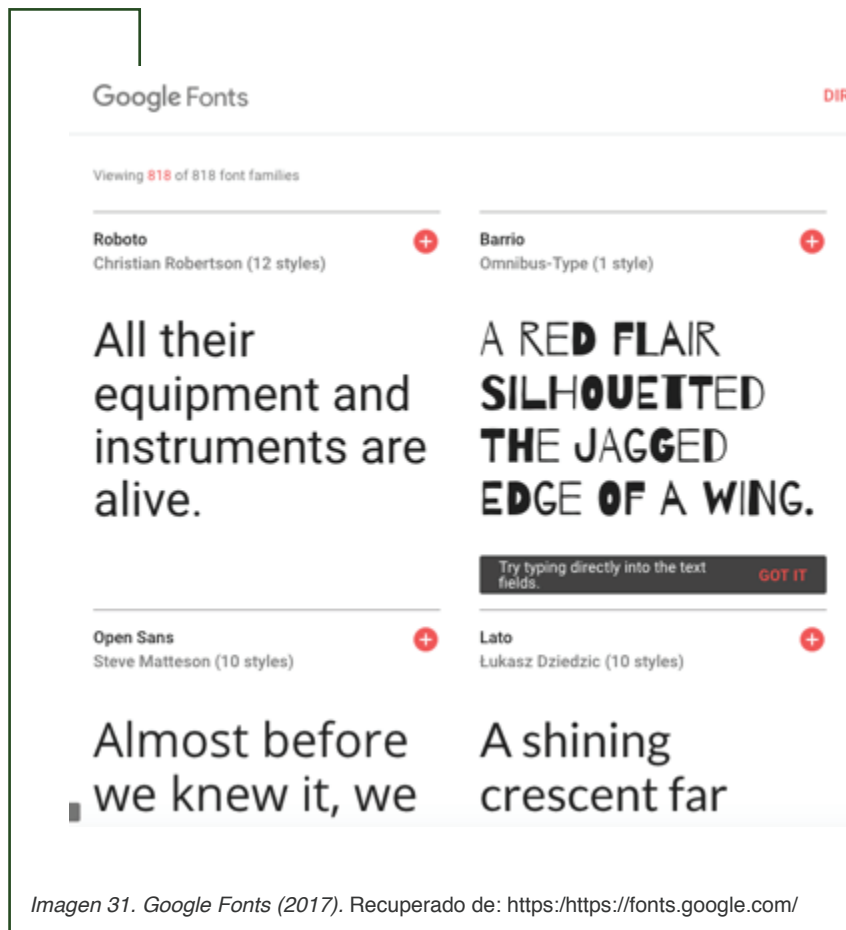 Google Fonts
DIR
Viewing 818 of 818 font families
Roboto
Christian Robertson (12 styles)
All their
equipment and
instruments are
alive.
Barrio
Omnibus-Type (1 style)
A RED FLAIR
SILHOUETTED
THE JAGGED
EDGE OF A WING.
Try typing directly into the text
fields.
GOT IT
Open Sans
Steve Matteson (10 styles)
Almost before
we knew it, we
Lato
Łukasz Dziedzic (10 styles)
A shining
crescent far
Imagen 31. Google Fonts (2017). Recuperado de: https:/https://fonts.google.com/